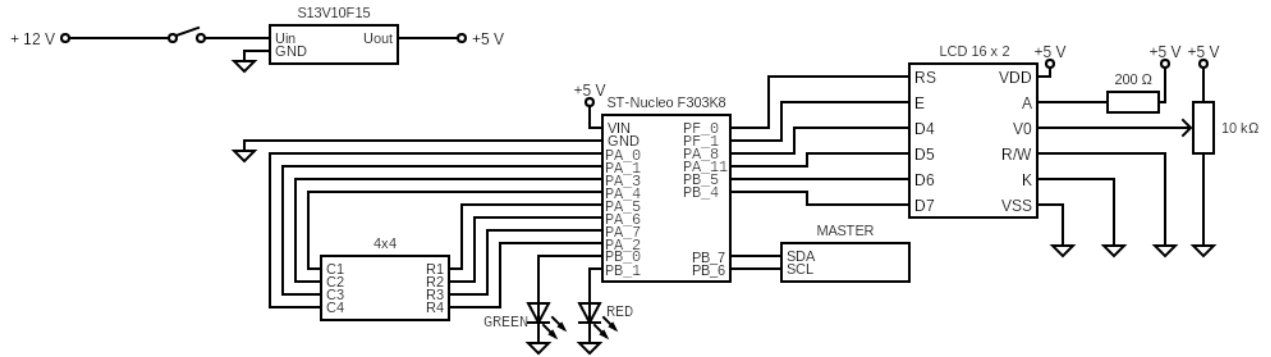 S13V10F15
+ 12 V
Uin
Uout
GND
+5 V
LCD 16 x 2
+5 V
+5 V
+5 V
RS
VDD
200 Ω
E
A
D4
V0
10 kΩ
D5
R/W
D6
K
D7
VSS
+5 V
ST-Nucleo F303K8
VIN
PF_0
GND
PF_1
PA_0
PA_8
PA_1
PA_11
PA_3
PB_5
PA_4
PB_4
PA_5
PA_6
PA_7
PA_2
PB_0
PB_7
PB_1
PB_6
MASTER
SDA
SCL
4x4
C1
R1
C2
R2
C3
R3
C4
R4
GREEN
RED